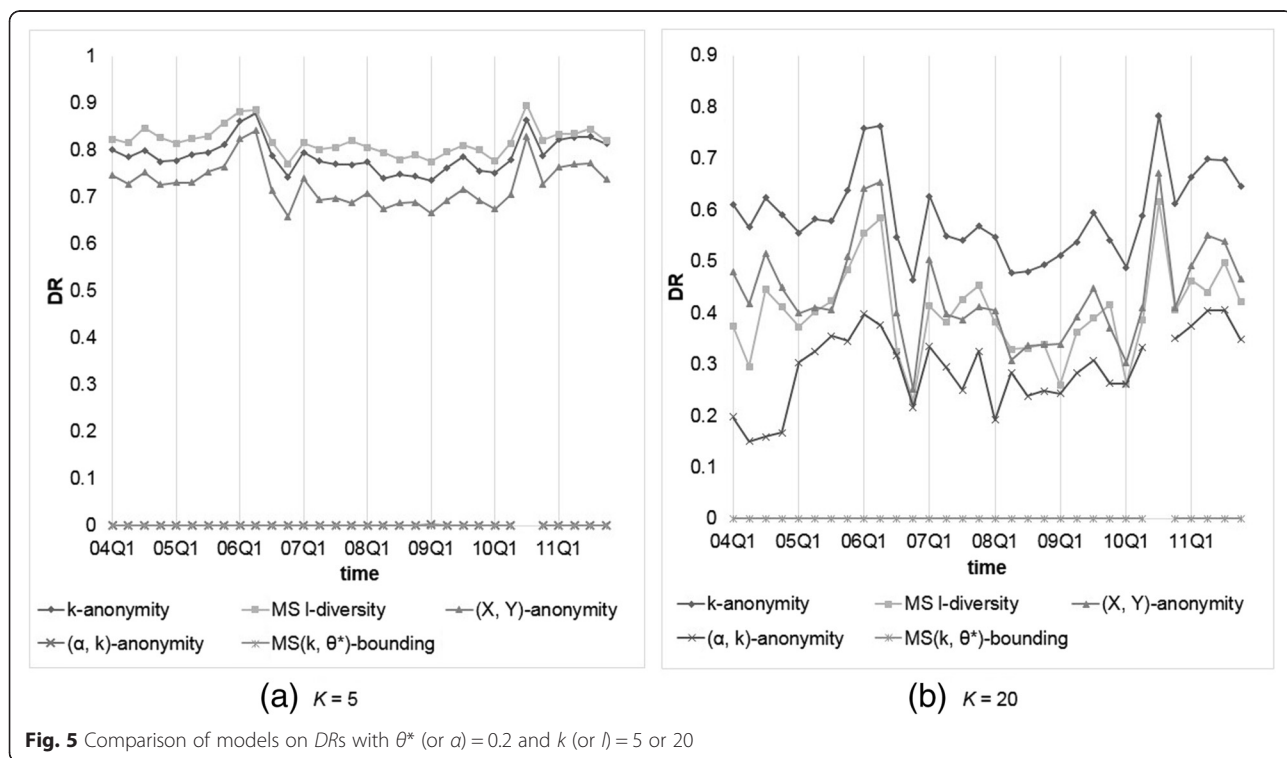 1
0.9
0.8
0.7
0.6
DR 0.5
0.4
0.3
0.2
0.1
0
04Q1 05Q1 06Q1 07Q1 08Q1 09Q1 10Q1 11Q1
time
k-anonymity MS l-diversity (X, Y)-anonymity
(α, k)-anonymity MS(k, θ*)-bounding
(a) K = 5
0.9
0.8
0.7
0.6
0.5
DR
0.4
0.3
0.2
0.1
0
04Q1 05Q1 06Q1 07Q1 08Q1 09Q1 10Q1 11Q1
time
k-anonymity MS l-diversity (X, Y)-anonymity
(α, k)-anonymity MS(k, θ*)-bounding
(b) K = 20
Fig. 5 Comparison of models on DRs with θ* (or α) = 0.2 and k (or l) = 5 or 20